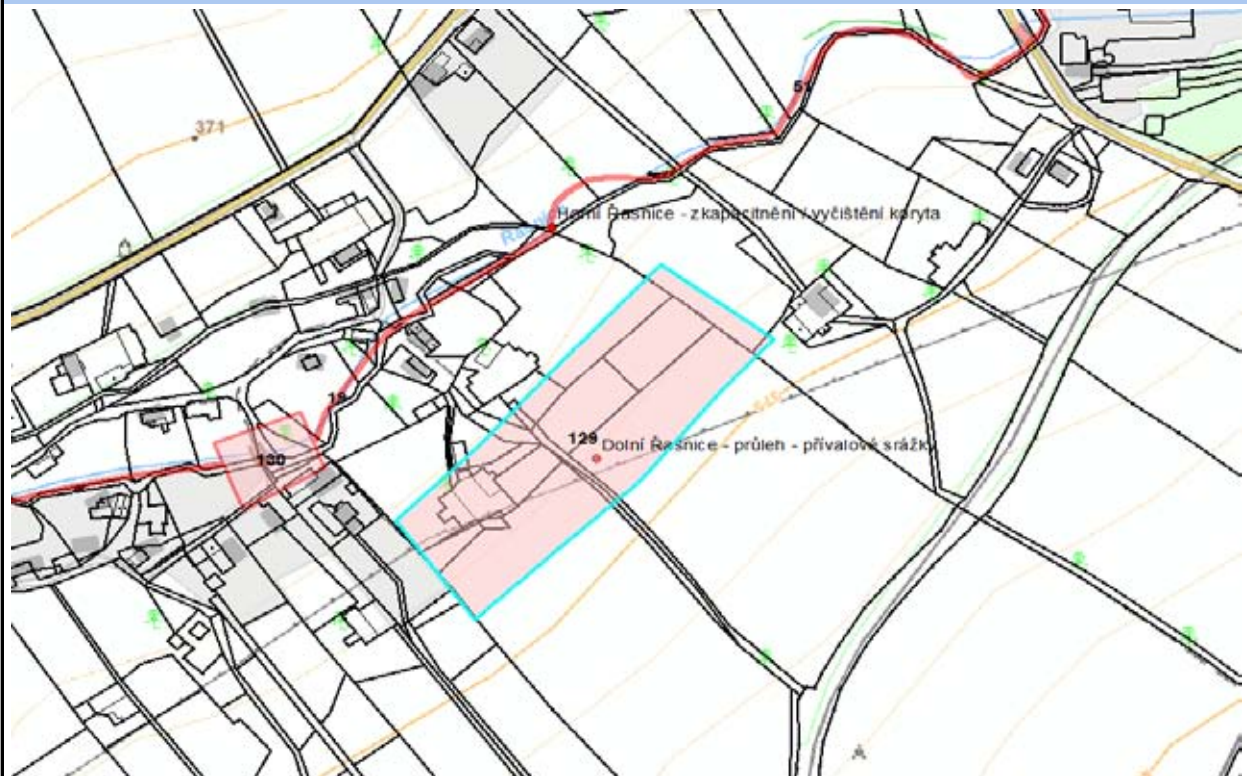 371
51
Horní Řasnice - zkapacitnění / vyčištění koryta
19
129
Dolní Řasnice - průleh - přívalové srážky
130